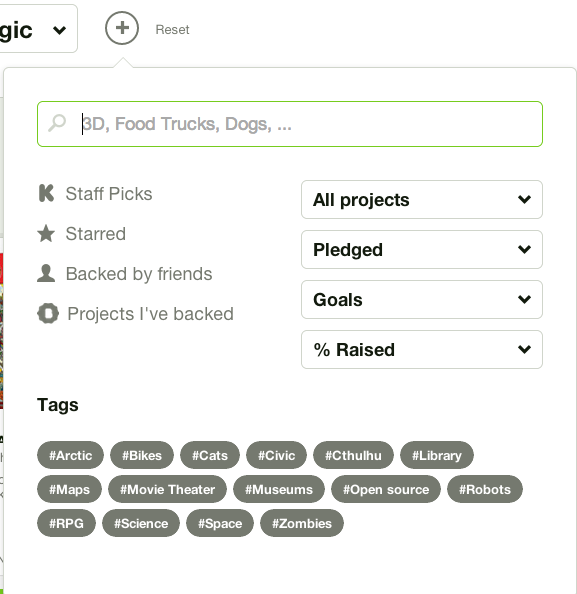 gic
Reset
3D, Food Trucks, Dogs, ...
Staff Picks
Starred
Backed by friends
Projects I've backed
All projects
Pledged
Goals
% Raised
Tags
#Arctic #Bikes #Cats #Civic #Cthulhu #Library
#Maps #Movie Theater #Museums #Open source #Robots
#RPG #Science #Space #Zombies